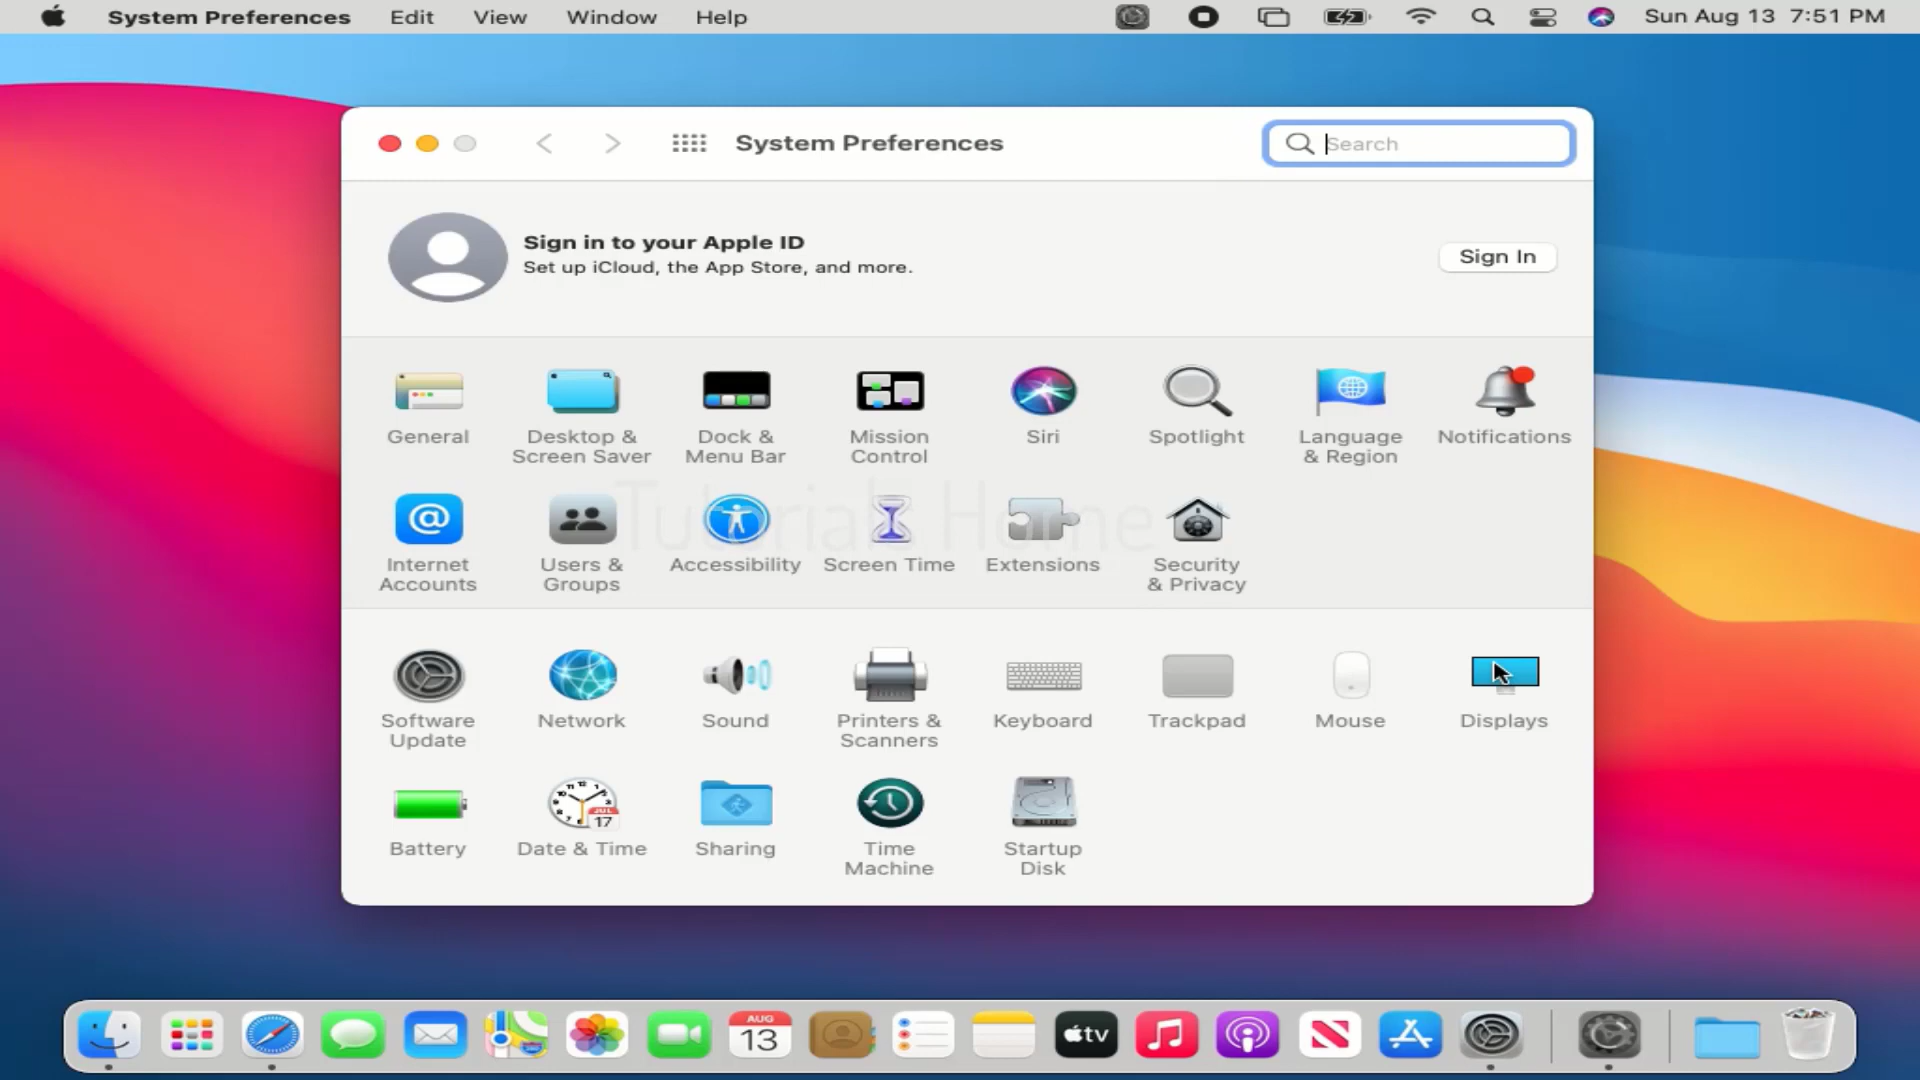 System Preferences Edit View Window Help Sun Aug 13 7:51 PM
System Preferences Search
Sign in to your Apple ID
Set up iCloud, the App Store, and more.
Sign In
General Desktop & Screen Saver Dock & Menu Bar Mission Control Siri Spotlight Language & Region Notifications
Tutorials Home
Internet Accounts Users & Groups Accessibility Screen Time Extensions Security & Privacy
Software Update Network Sound Printers & Scanners Keyboard Trackpad Mouse Displays
JUL
17
Battery Date & Time Sharing Time Machine Startup Disk
AUG
13
tv